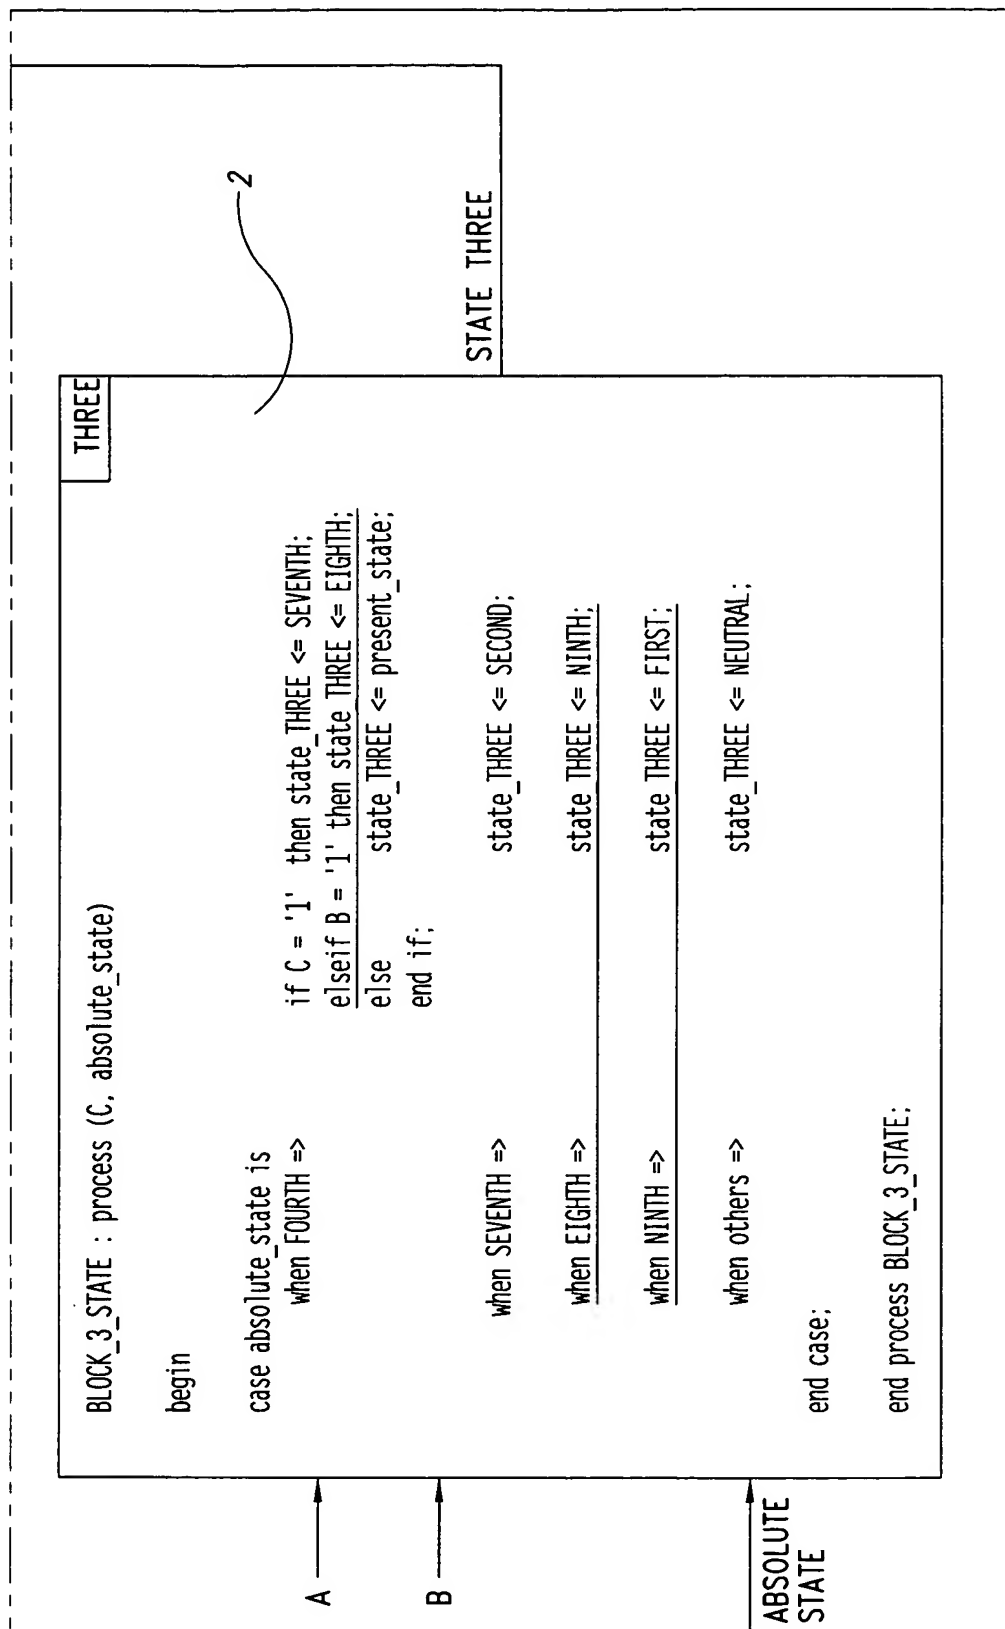 THREE
BLOCK_3_STATE : process (C, absolute_state)
begin
case absolute_state is
when FOURTH =>
if C = '1' then state_THREE <= SEVENTH;
elseif B = '1' then state THREE <= EIGHTH;
else state_THREE <= present_state;
end if;
when SEVENTH => state_THREE <= SECOND;
when EIGHTH => state THREE <= NINTH;
when NINTH => state THREE <= FIRST;
when others => state_THREE <= NEUTRAL;
end case;
end process BLOCK_3_STATE;
A
B
ABSOLUTE
STATE
STATE THREE
2